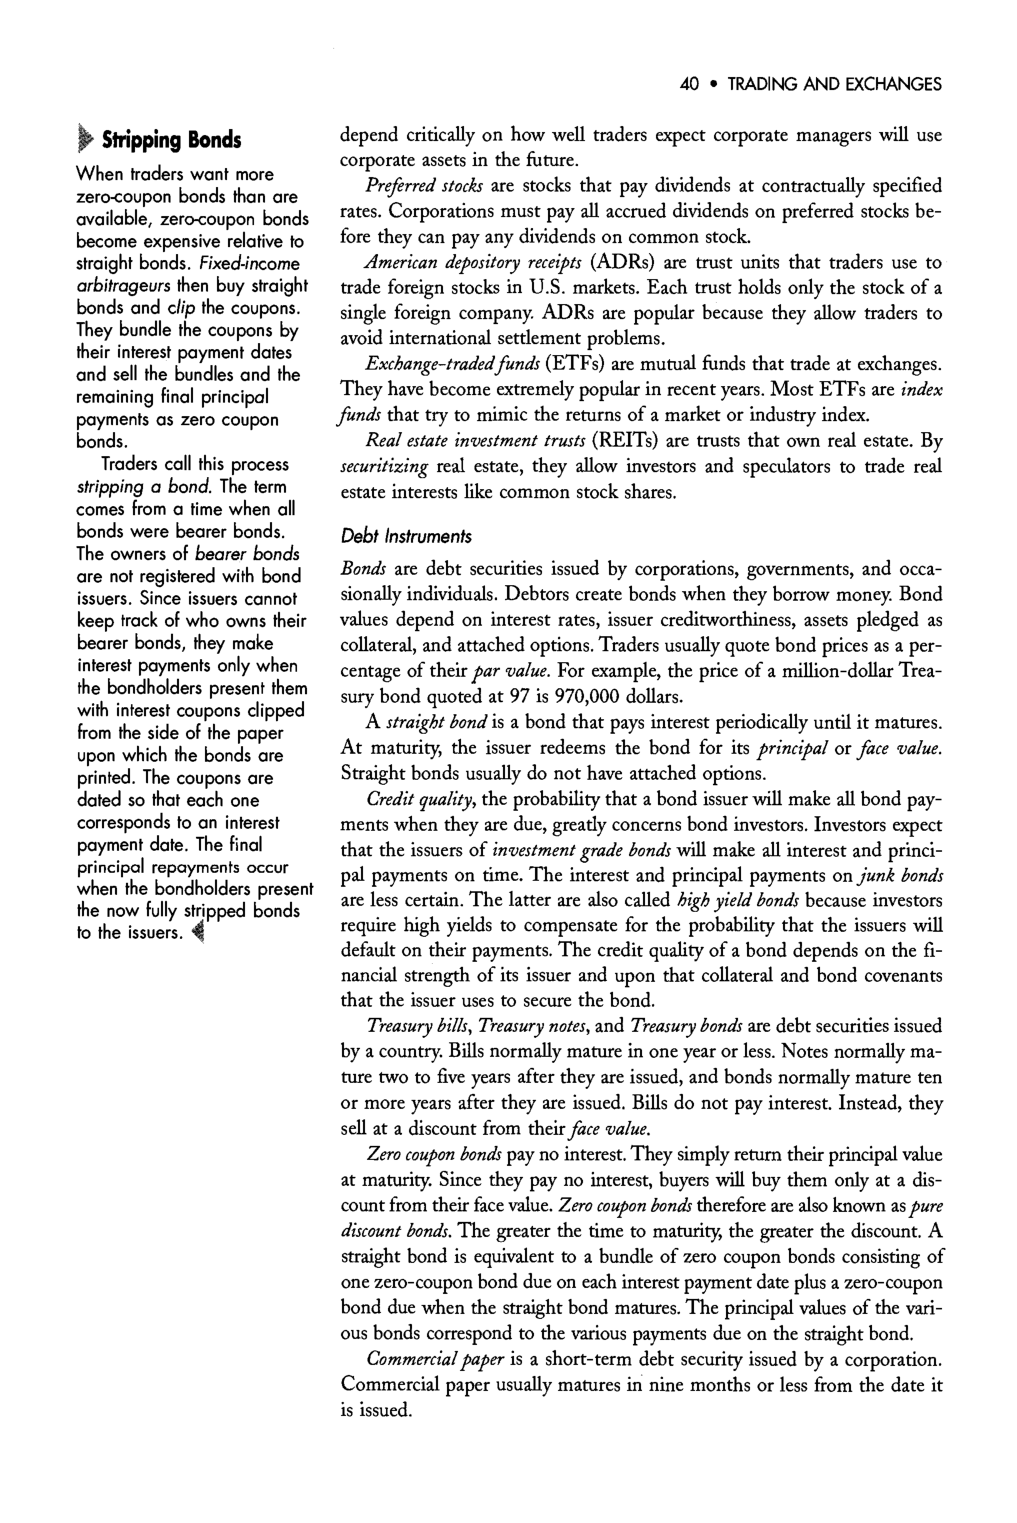 40 • TRADING AND EXCHANGES
Stripping Bonds
When traders want more
zero-coupon bonds than are
available, zero-coupon bonds
become expensive relative to
straight bonds. Fixed-income
arbitrageurs then buy straight
bonds and clip the coupons.
They bundle the coupons by
their interest payment dates
and sell the bundles and the
remaining final principal
payments as zero coupon
bonds.
Traders call this process
stripping a bond. The term
comes from a time when all
bonds were bearer bonds.
The owners of bearer bonds
are not registered with bond
issuers. Since issuers cannot
keep track of who owns their
bearer bonds, they make
interest payments only when
the bondholders present them
with interest coupons clipped
from the side of the paper
upon which the bonds are
printed. The coupons are
dated so that each one
corresponds to an interest
payment date. The final
principal repayments occur
when the bondholders present
the now fully stripped bonds
to the issuers.
depend critically on how well traders expect corporate managers will use
corporate assets in the future.
Preferred stocks are stocks that pay dividends at contractually specified
rates. Corporations must pay all accrued dividends on preferred stocks be-
fore they can pay any dividends on common stock.
American depository receipts (ADRs) are trust units that traders use to
trade foreign stocks in U.S. markets. Each trust holds only the stock of a
single foreign company. ADRs are popular because they allow traders to
avoid international settlement problems.
Exchange-traded funds (ETFs) are mutual funds that trade at exchanges.
They have become extremely popular in recent years. Most ETFs are index
funds that try to mimic the returns of a market or industry index.
Real estate investment trusts (REITs) are trusts that own real estate. By
securitizing real estate, they allow investors and speculators to trade real
estate interests like common stock shares.
Debt Instruments
Bonds are debt securities issued by corporations, governments, and occa-
sionally individuals. Debtors create bonds when they borrow money. Bond
values depend on interest rates, issuer creditworthiness, assets pledged as
collateral, and attached options. Traders usually quote bond prices as a per-
centage of their par value. For example, the price of a million-dollar Trea-
sury bond quoted at 97 is 970,000 dollars.
A straight bond is a bond that pays interest periodically until it matures.
At maturity, the issuer redeems the bond for its principal or face value.
Straight bonds usually do not have attached options.
Credit quality, the probability that a bond issuer will make all bond pay-
ments when they are due, greatly concerns bond investors. Investors expect
that the issuers of investment grade bonds will make all interest and princi-
pal payments on time. The interest and principal payments on junk bonds
are less certain. The latter are also called high yield bonds because investors
require high yields to compensate for the probability that the issuers will
default on their payments. The credit quality of a bond depends on the fi-
nancial strength of its issuer and upon that collateral and bond covenants
that the issuer uses to secure the bond.
Treasury bills, Treasury notes, and Treasury bonds are debt securities issued
by a country. Bills normally mature in one year or less. Notes normally ma-
ture two to five years after they are issued, and bonds normally mature ten
or more years after they are issued. Bills do not pay interest. Instead, they
sell at a discount from their face value.
Zero coupon bonds pay no interest. They simply return their principal value
at maturity. Since they pay no interest, buyers will buy them only at a dis-
count from their face value. Zero coupon bonds therefore are also known as pure
discount bonds. The greater the time to maturity, the greater the discount. A
straight bond is equivalent to a bundle of zero coupon bonds consisting of
one zero-coupon bond due on each interest payment date plus a zero-coupon
bond due when the straight bond matures. The principal values of the vari-
ous bonds correspond to the various payments due on the straight bond.
Commercial paper is a short-term debt security issued by a corporation.
Commercial paper usually matures in nine months or less from the date it
is issued.